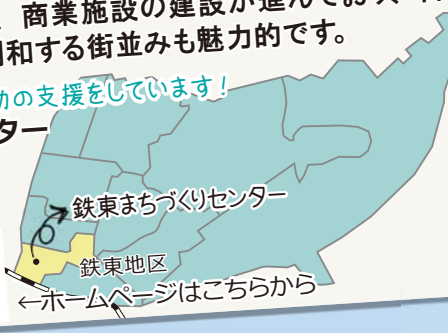 商業施設の建設が進んでお
和する街並みも魅力的です。
の支援をしています!
ター
鉄東まちづくりセンター
鉄東地区
←ホームページはこちらから